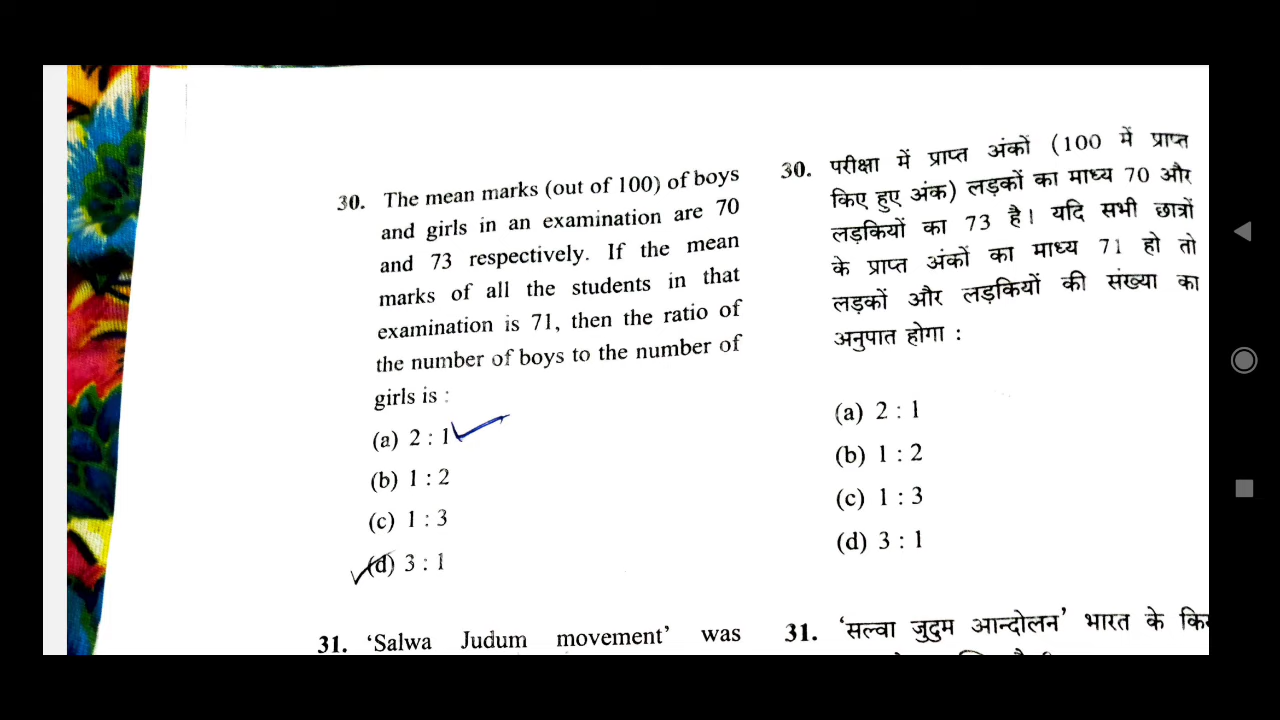 30. The mean marks (out of 100) of boys
and girls in an examination are 70
and 73 respectively. If the mean
marks of all the students in that
examination is 71, then the ratio of
the number of boys to the number of
girls is :
(a) 2 : 1
(b) 1 : 2
(c) 1 : 3
(d) 3 : 1
31. ‘Salwa Judum movement’ was
30. परीक्षा में प्राप्त अंकों (100 में प्राप्त
किए हुए अंक) लड़कों का माध्य 70 और
लड़कियों का 73 है। यदि सभी छात्रों
के प्राप्त अंकों का माध्य 71 हो तो
लड़कों और लड़कियों की संख्या का
अनुपात होगा :
(a) 2 : 1
(b) 1 : 2
(c) 1 : 3
(d) 3 : 1
31. ‘सल्वा जुदुम आन्दोलन’ भारत के